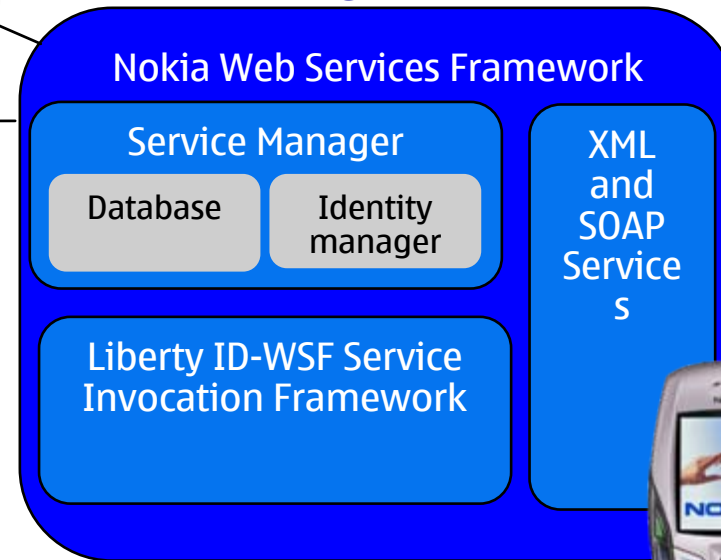 Nokia Web Services Framework
Service Manager
Database
Identity
manager
XML
and
SOAP
Service
s
Liberty ID-WSF Service
Invocation Framework
NO